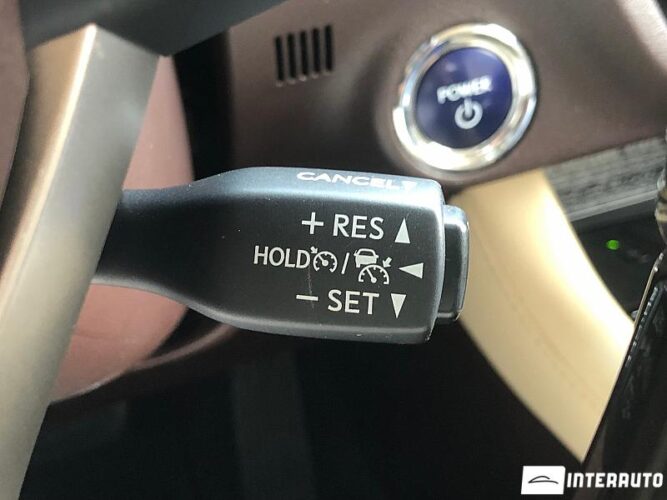 POWER
CANCEL▼
+ RES ▲
HOLD / ◄
− SET ▼
INTERAUTO